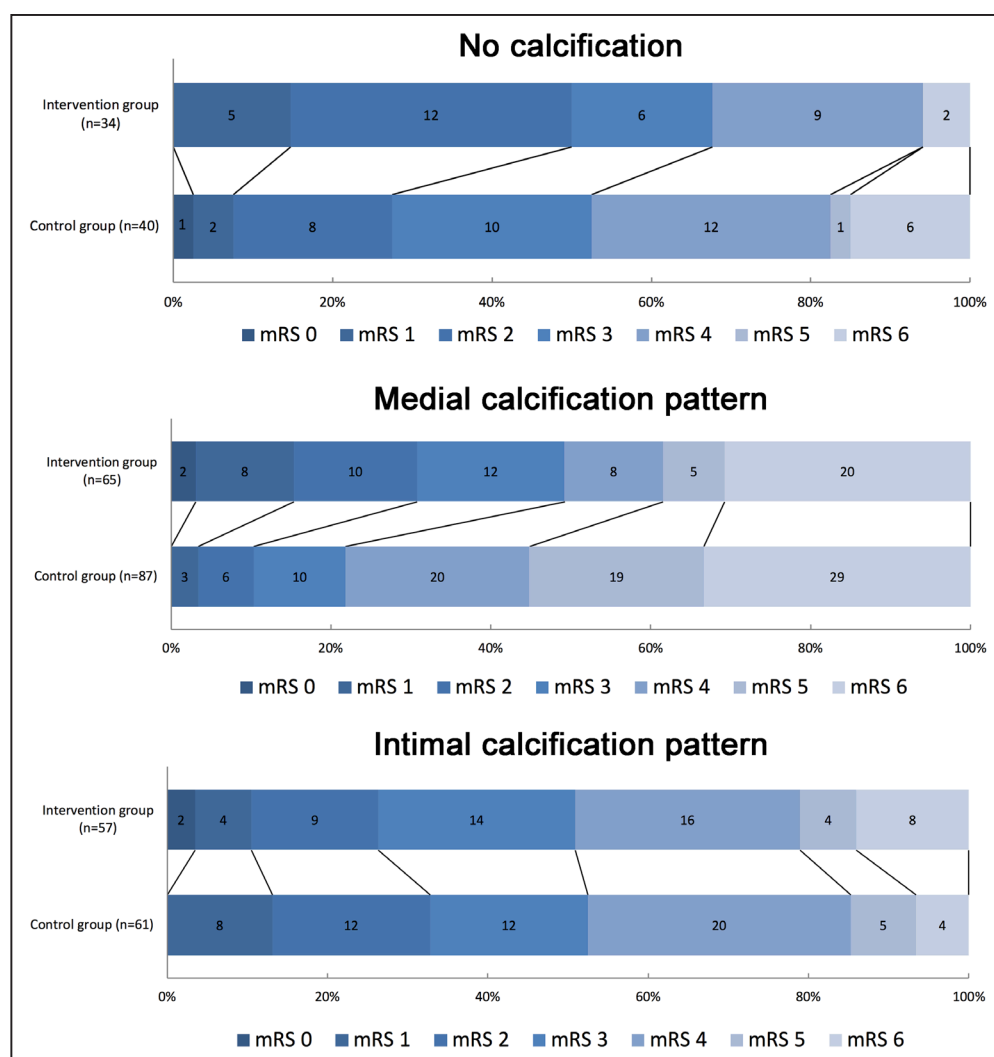 No calcification
Intervention group
(n=34)
5 12 6 9 2
Control group (n=40)
1 2 8 10 12 1 6
0% 20% 40% 60% 80% 100%
mRS 0 mRS 1 mRS 2 mRS 3 mRS 4 mRS 5 mRS 6
Medial calcification pattern
Intervention group
(n=65)
2 8 10 12 8 5 20
Control group (n=87)
3 6 10 20 19 29
0% 20% 40% 60% 80% 100%
mRS 0 mRS 1 mRS 2 mRS 3 mRS 4 mRS 5 mRS 6
Intimal calcification pattern
Intervention group
(n=57)
2 4 9 14 16 4 8
Control group (n=61)
8 12 12 20 5 4
0% 20% 40% 60% 80% 100%
mRS 0 mRS 1 mRS 2 mRS 3 mRS 4 mRS 5 mRS 6